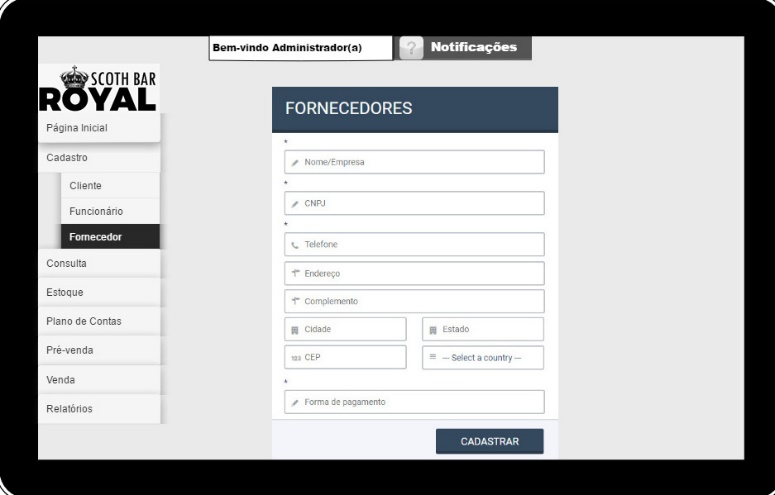 Bem-vindo Administrador(a)
? Notificações
SCOTH BAR
ROYAL
Página Inicial
Cadastro
Cliente
Funcionário
Fornecedor
Consulta
Estoque
Plano de Contas
Pré-venda
Venda
Relatórios
FORNECEDORES
*
Nome/Empresa
*
CNPJ
*
Telefone
Endereço
Complemento
Cidade
Estado
123 CEP
--- Select a country ---
*
Forma de pagamento
CADASTRAR